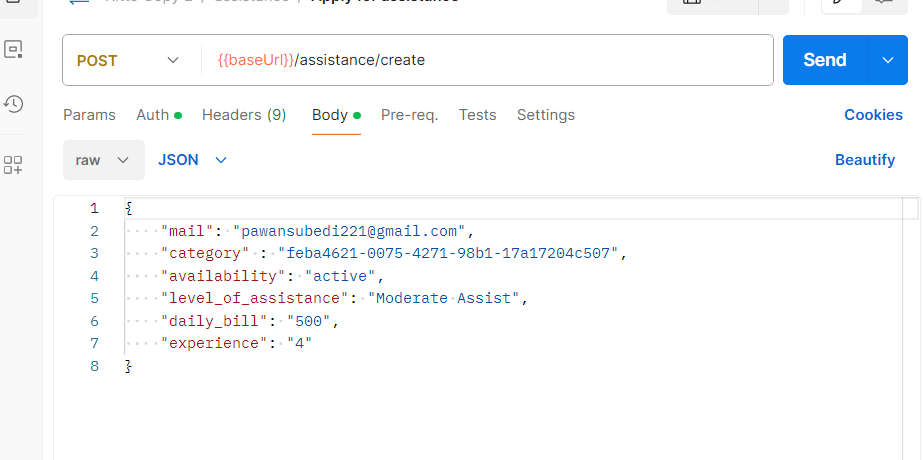 POST
{{baseUrl}}/assistance/create
Send
Params Auth Headers (9) Body Pre-req. Tests Settings Cookies
raw JSON Beautify
1 {
2 "mail": "pawansubedi221@gmail.com",
3 "category" : "feba4621-0075-4271-98b1-17a17204c507",
4 "availability": "active",
5 "level_of_assistance": "Moderate Assist",
6 "daily_bill": "500",
7 "experience": "4"
8 }